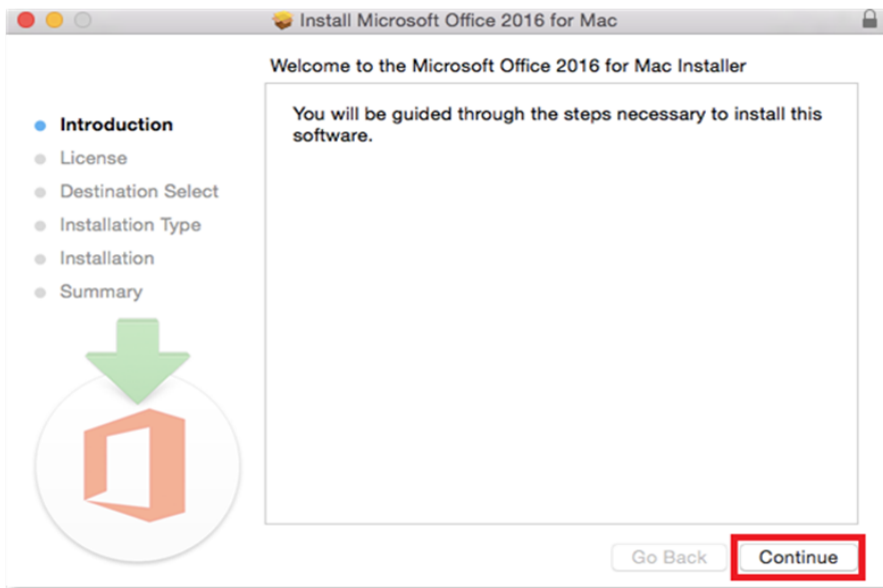 Install Microsoft Office 2016 for Mac
Welcome to the Microsoft Office 2016 for Mac Installer
Introduction
License
Destination Select
Installation Type
Installation
Summary
You will be guided through the steps necessary to install this
software.
Go Back
Continue